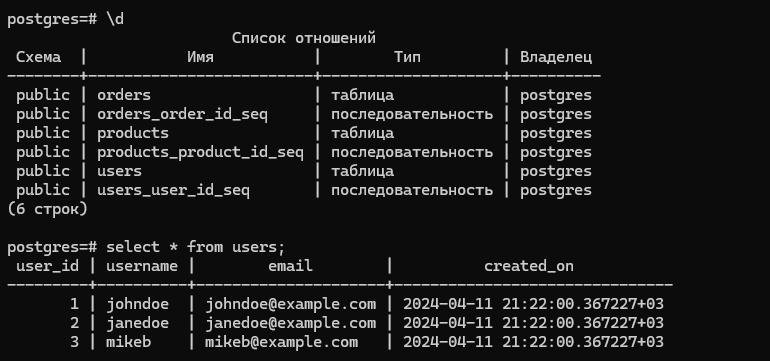 postgres=# \d
                         Список отношений
 Схема  |           Имя           |        Тип         | Владелец
--------+-------------------------+--------------------+----------
 public | orders                  | таблица            | postgres
 public | orders_order_id_seq     | последовательность | postgres
 public | products                | таблица            | postgres
 public | products_product_id_seq | последовательность | postgres
 public | users                   | таблица            | postgres
 public | users_user_id_seq       | последовательность | postgres
(6 строк)
postgres=# select * from users;
 user_id | username |        email        |          created_on
---------+----------+---------------------+-------------------------------
       1 | johndoe  | johndoe@example.com | 2024-04-11 21:22:00.367227+03
       2 | janedoe  | janedoe@example.com | 2024-04-11 21:22:00.367227+03
       3 | mikeb    | mikeb@example.com   | 2024-04-11 21:22:00.367227+03